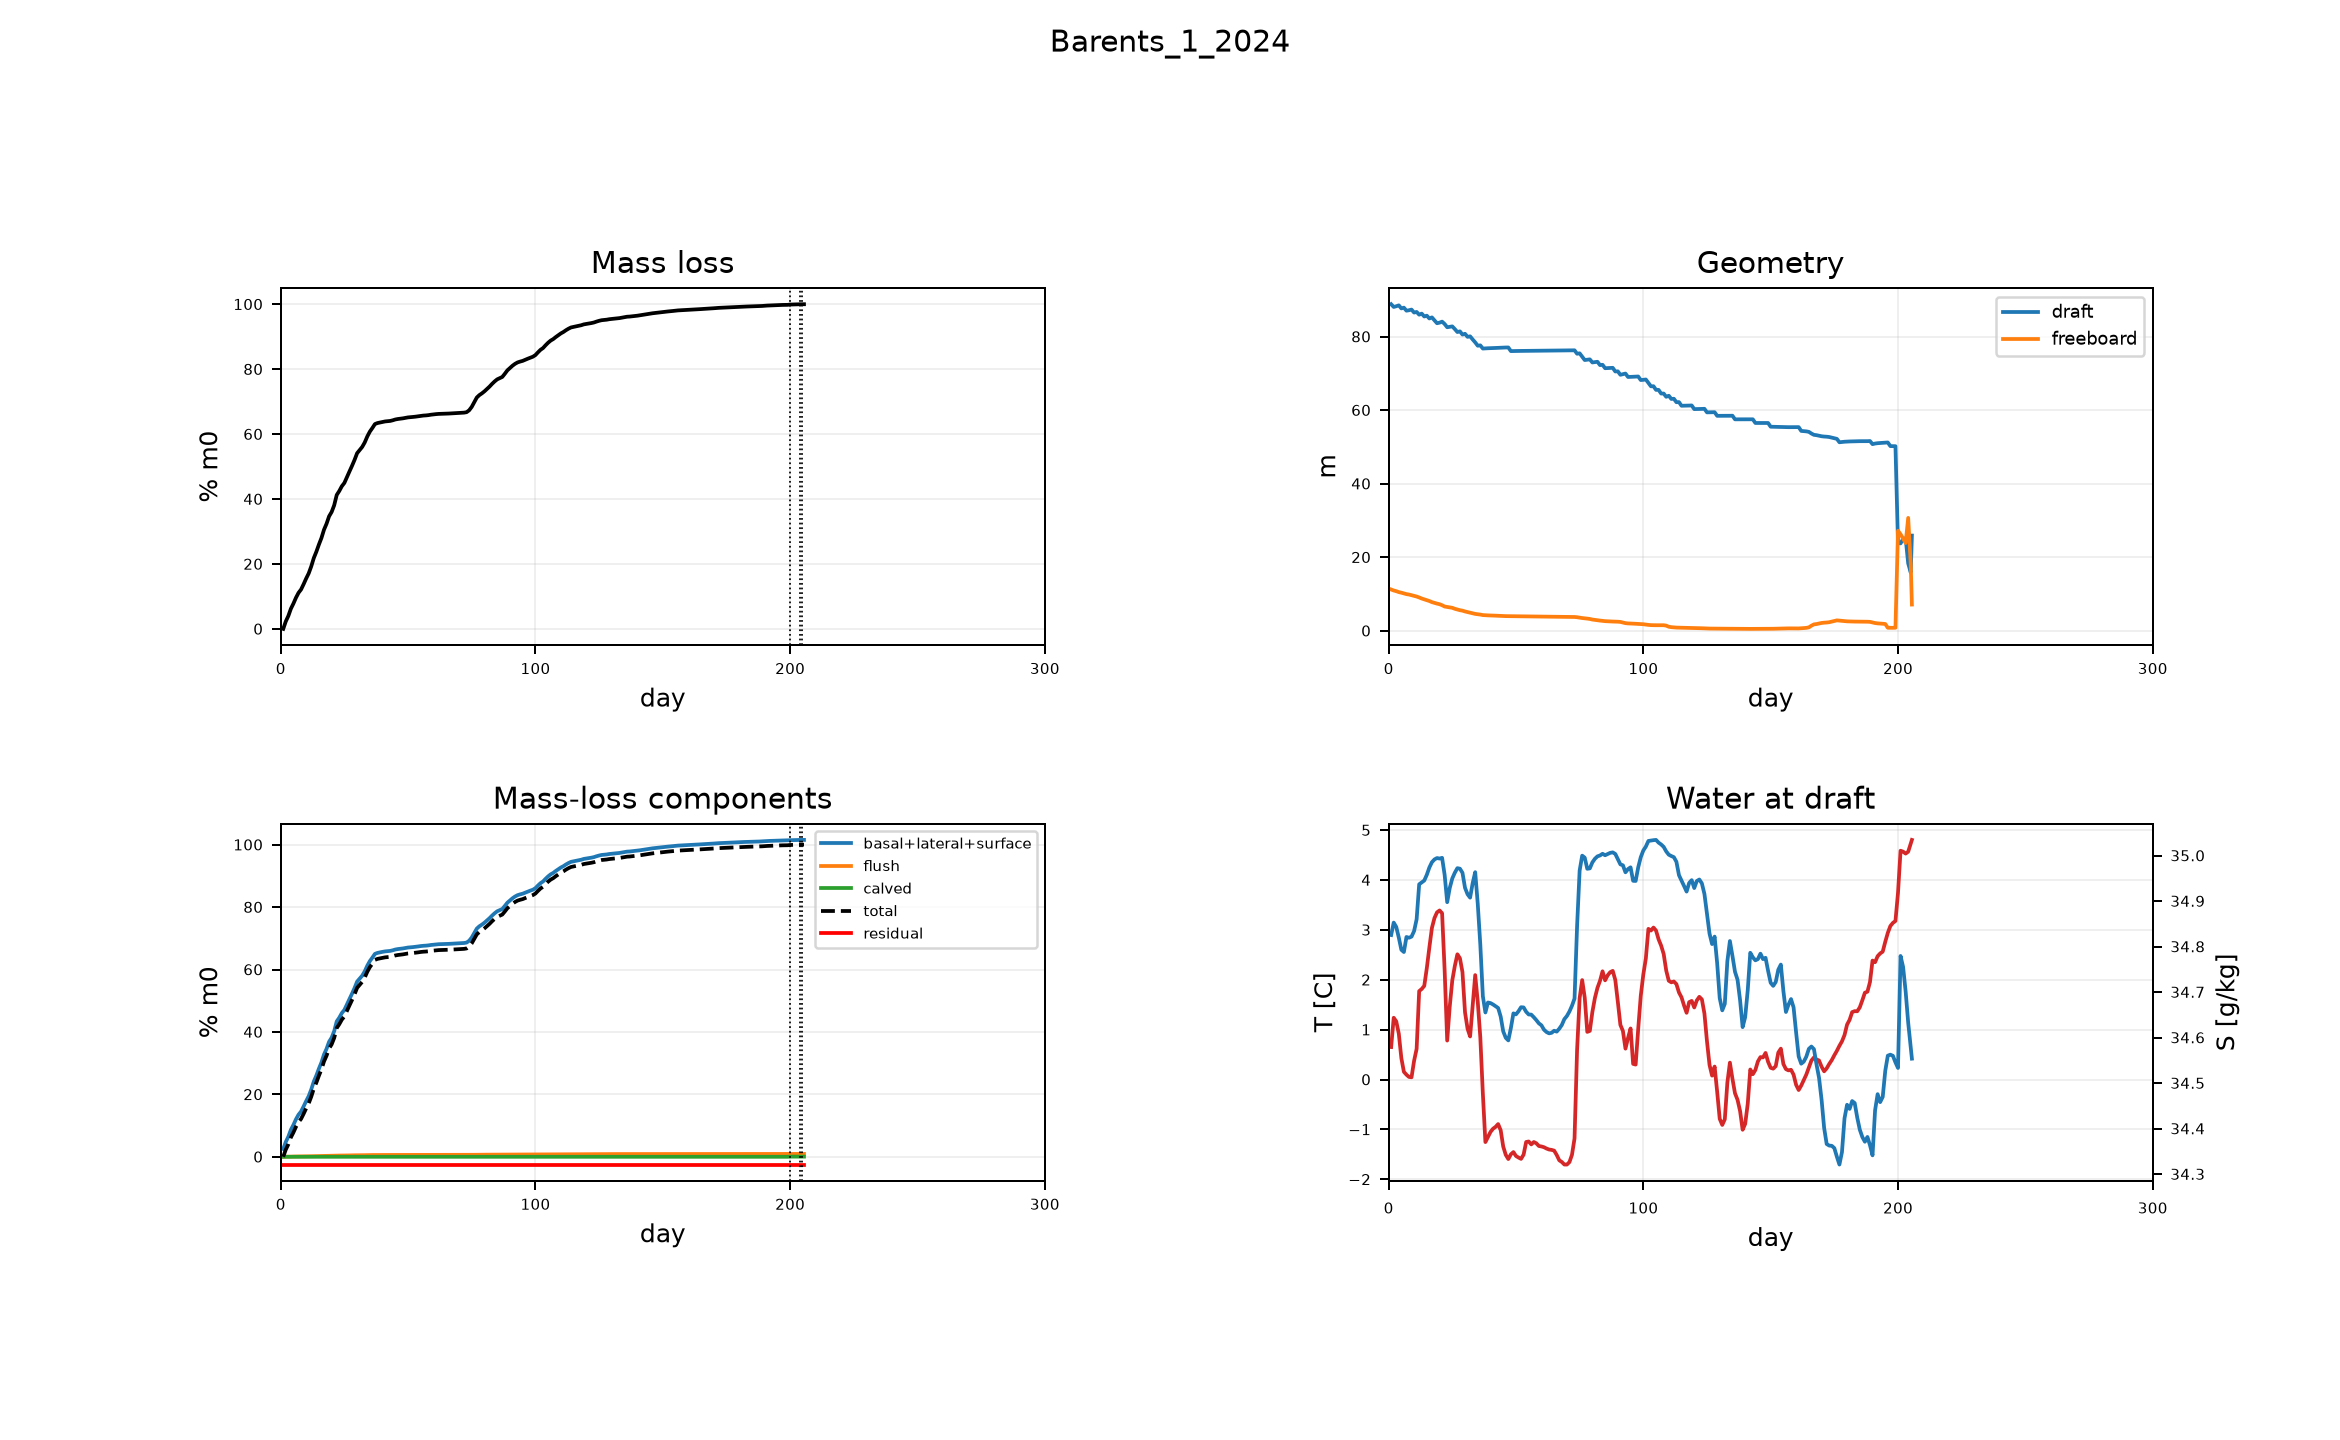 Barents_1_2024
Mass loss
% m0
100
80
60
40
20
0
0 100 200 300
day
Geometry
m
80
60
40
20
0
0 100 200 300
day
draft
freeboard
Mass-loss components
% m0
100
80
60
40
20
0
0 100 200 300
day
basal+lateral+surface
flush
calved
total
residual
Water at draft
T [C]
5
4
3
2
1
0
−1
−2
0 100 200 300
day
35.0
34.9
34.8
34.7
34.6
34.5
34.4
34.3
S [g/kg]